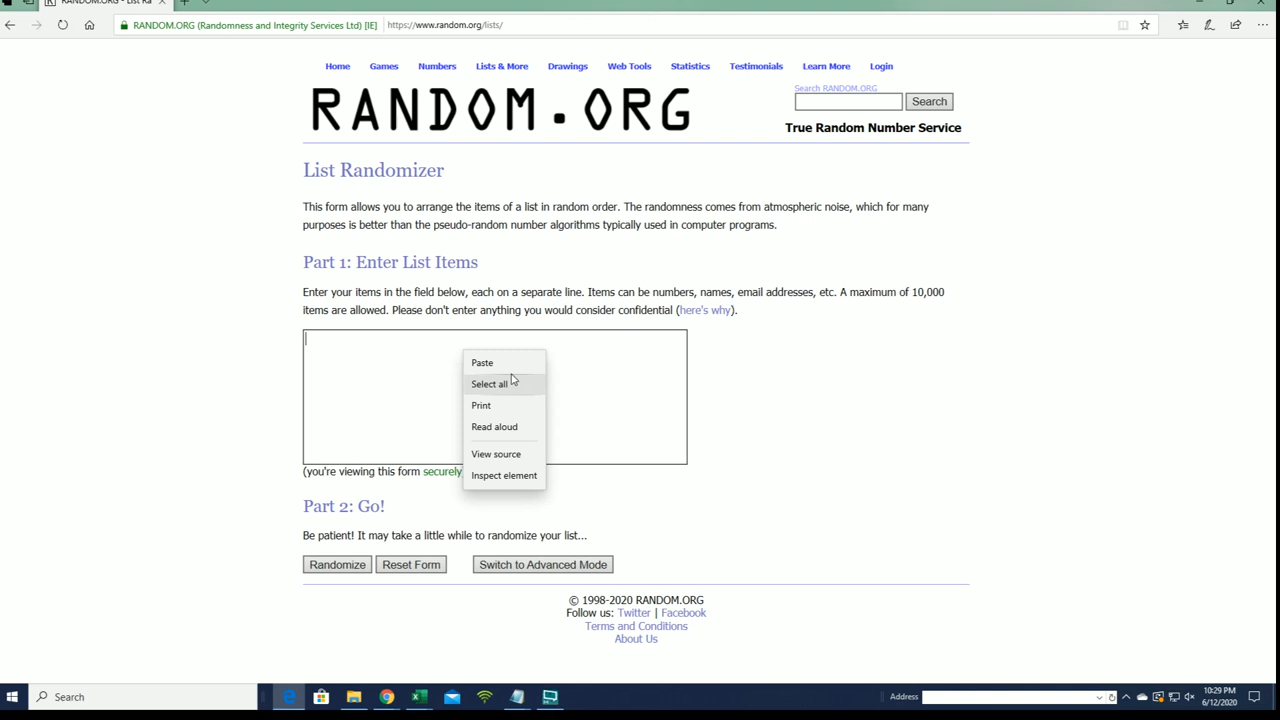 RANDOM.ORG - List Ra
RANDOM.ORG (Randomness and Integrity Services Ltd) [IE]
https://www.random.org/lists/
Home Games Numbers Lists & More Drawings Web Tools Statistics Testimonials Learn More Login
RANDOM.ORG
Search RANDOM.ORG
Search
True Random Number Service
List Randomizer
This form allows you to arrange the items of a list in random order. The randomness comes from atmospheric noise, which for many
purposes is better than the pseudo-random number algorithms typically used in computer programs.
Part 1: Enter List Items
Enter your items in the field below, each on a separate line. Items can be numbers, names, email addresses, etc. A maximum of 10,000
items are allowed. Please don't enter anything you would consider confidential (here's why).
Paste
Select all
Print
Read aloud
View source
Inspect element
(you're viewing this form securely
Part 2: Go!
Be patient! It may take a little while to randomize your list...
Randomize Reset Form Switch to Advanced Mode
© 1998-2020 RANDOM.ORG
Follow us: Twitter | Facebook
Terms and Conditions
About Us
Search
Address
10:29 PM
6/12/2020